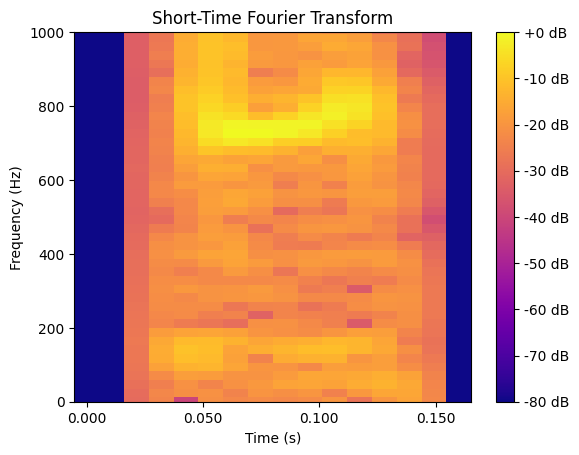 Short-Time Fourier Transform
1000
800
600
400
200
0
Frequency (Hz)
0.000
0.050
0.100
0.150
Time (s)
+0 dB
-10 dB
-20 dB
-30 dB
-40 dB
-50 dB
-60 dB
-70 dB
-80 dB